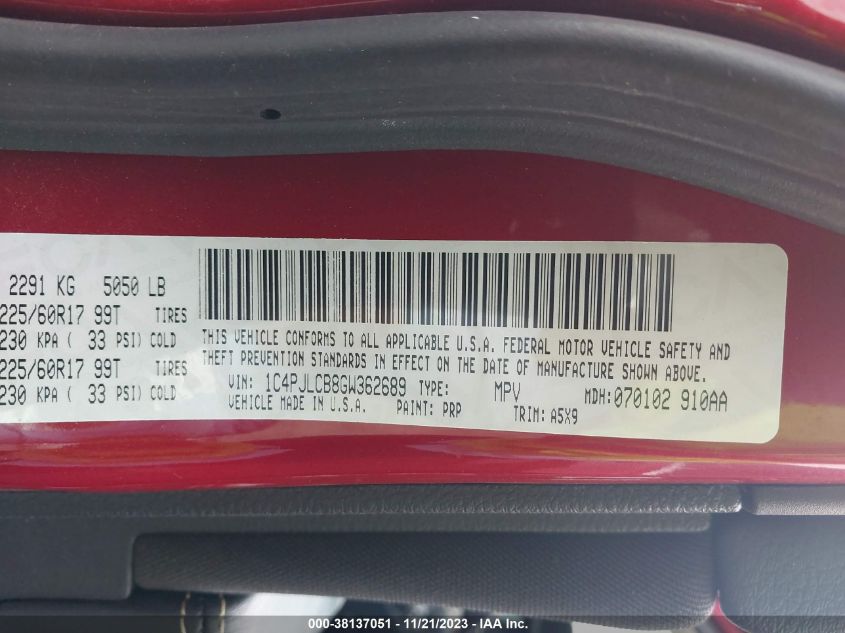 2291 KG 5050 LB
225/60R17 99T TIRES
230 KPA ( 33 PSI) COLD
225/60R17 99T TIRES
230 KPA ( 33 PSI) COLD
THIS VEHICLE CONFORMS TO ALL APPLICABLE U.S.A. FEDERAL MOTOR VEHICLE SAFETY AND
THEFT PREVENTION STANDARDS IN EFFECT ON THE DATE OF MANUFACTURE SHOWN ABOVE.
VIN: 1C4PJLCB8GW362689 TYPE: MPV MDH: 070102 910AA
VEHICLE MADE IN U.S.A. PAINT: PRP TRIM: A5X9
000-38137051 - 11/21/2023 - IAAI.